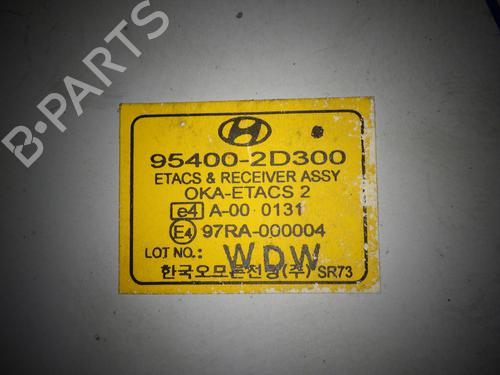 B-PARTS
95400-2D300
ETACS & RECEIVER ASSY
OKA-ETACS 2
e4 A-00 0131
E4 97RA-000004
LOT NO.: WDW
한국오므론전장(주) SR73